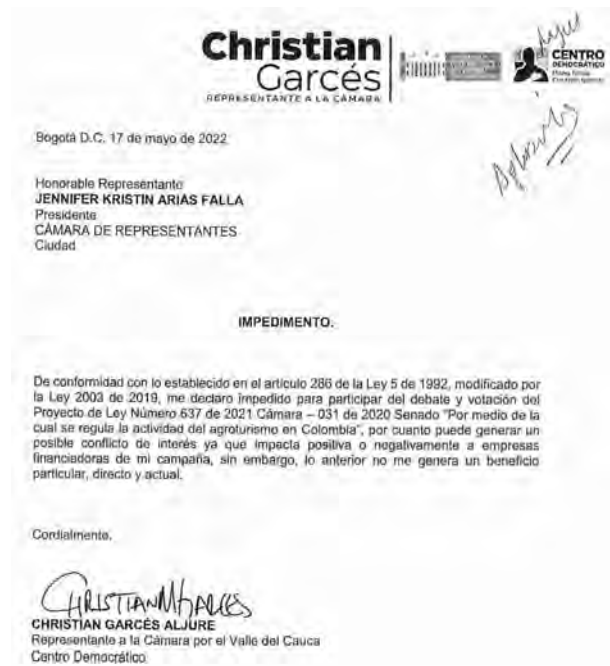 Christian
Garcés
REPRESENTANTE A LA CÁMARA
CENTRO
DEMOCRÁTICO
Bogotá D.C. 17 de mayo de 2022
Honorable Representante
JENNIFER KRISTIN ARIAS FALLA
Presidente
CÁMARA DE REPRESENTANTES
Ciudad
IMPEDIMENTO.
De conformidad con lo establecido en el artículo 286 de la Ley 5 de 1992, modificado por
la Ley 2003 de 2019, me declaro impedido para participar del debate y votación del
Proyecto de Ley Número 637 de 2021 Cámara – 031 de 2020 Senado "Por medio de la
cual se regula la actividad del agroturismo en Colombia", por cuanto puede generar un
posible conflicto de interés ya que impacta positiva o negativamente a empresas
financiadoras de mi campaña, sin embargo, lo anterior no me genera un beneficio
particular, directo y actual.
Cordialmente,
CHRISTIAN M GARCÉS
CHRISTIAN GARCÉS ALJURE
Representante a la Cámara por el Valle del Cauca
Centro Democrático